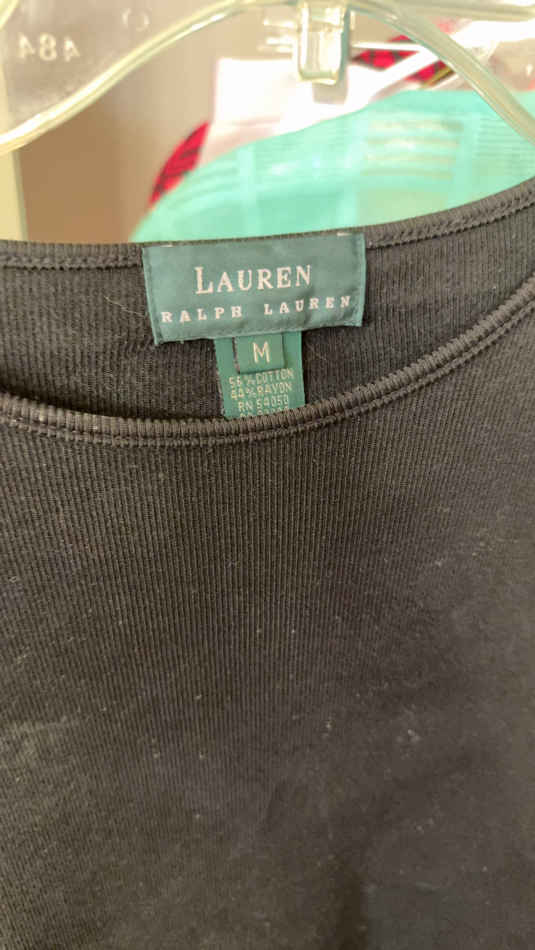 484
LAUREN
RALPH LAUREN
M
56%COTTON
44%RAYON
RN 54050